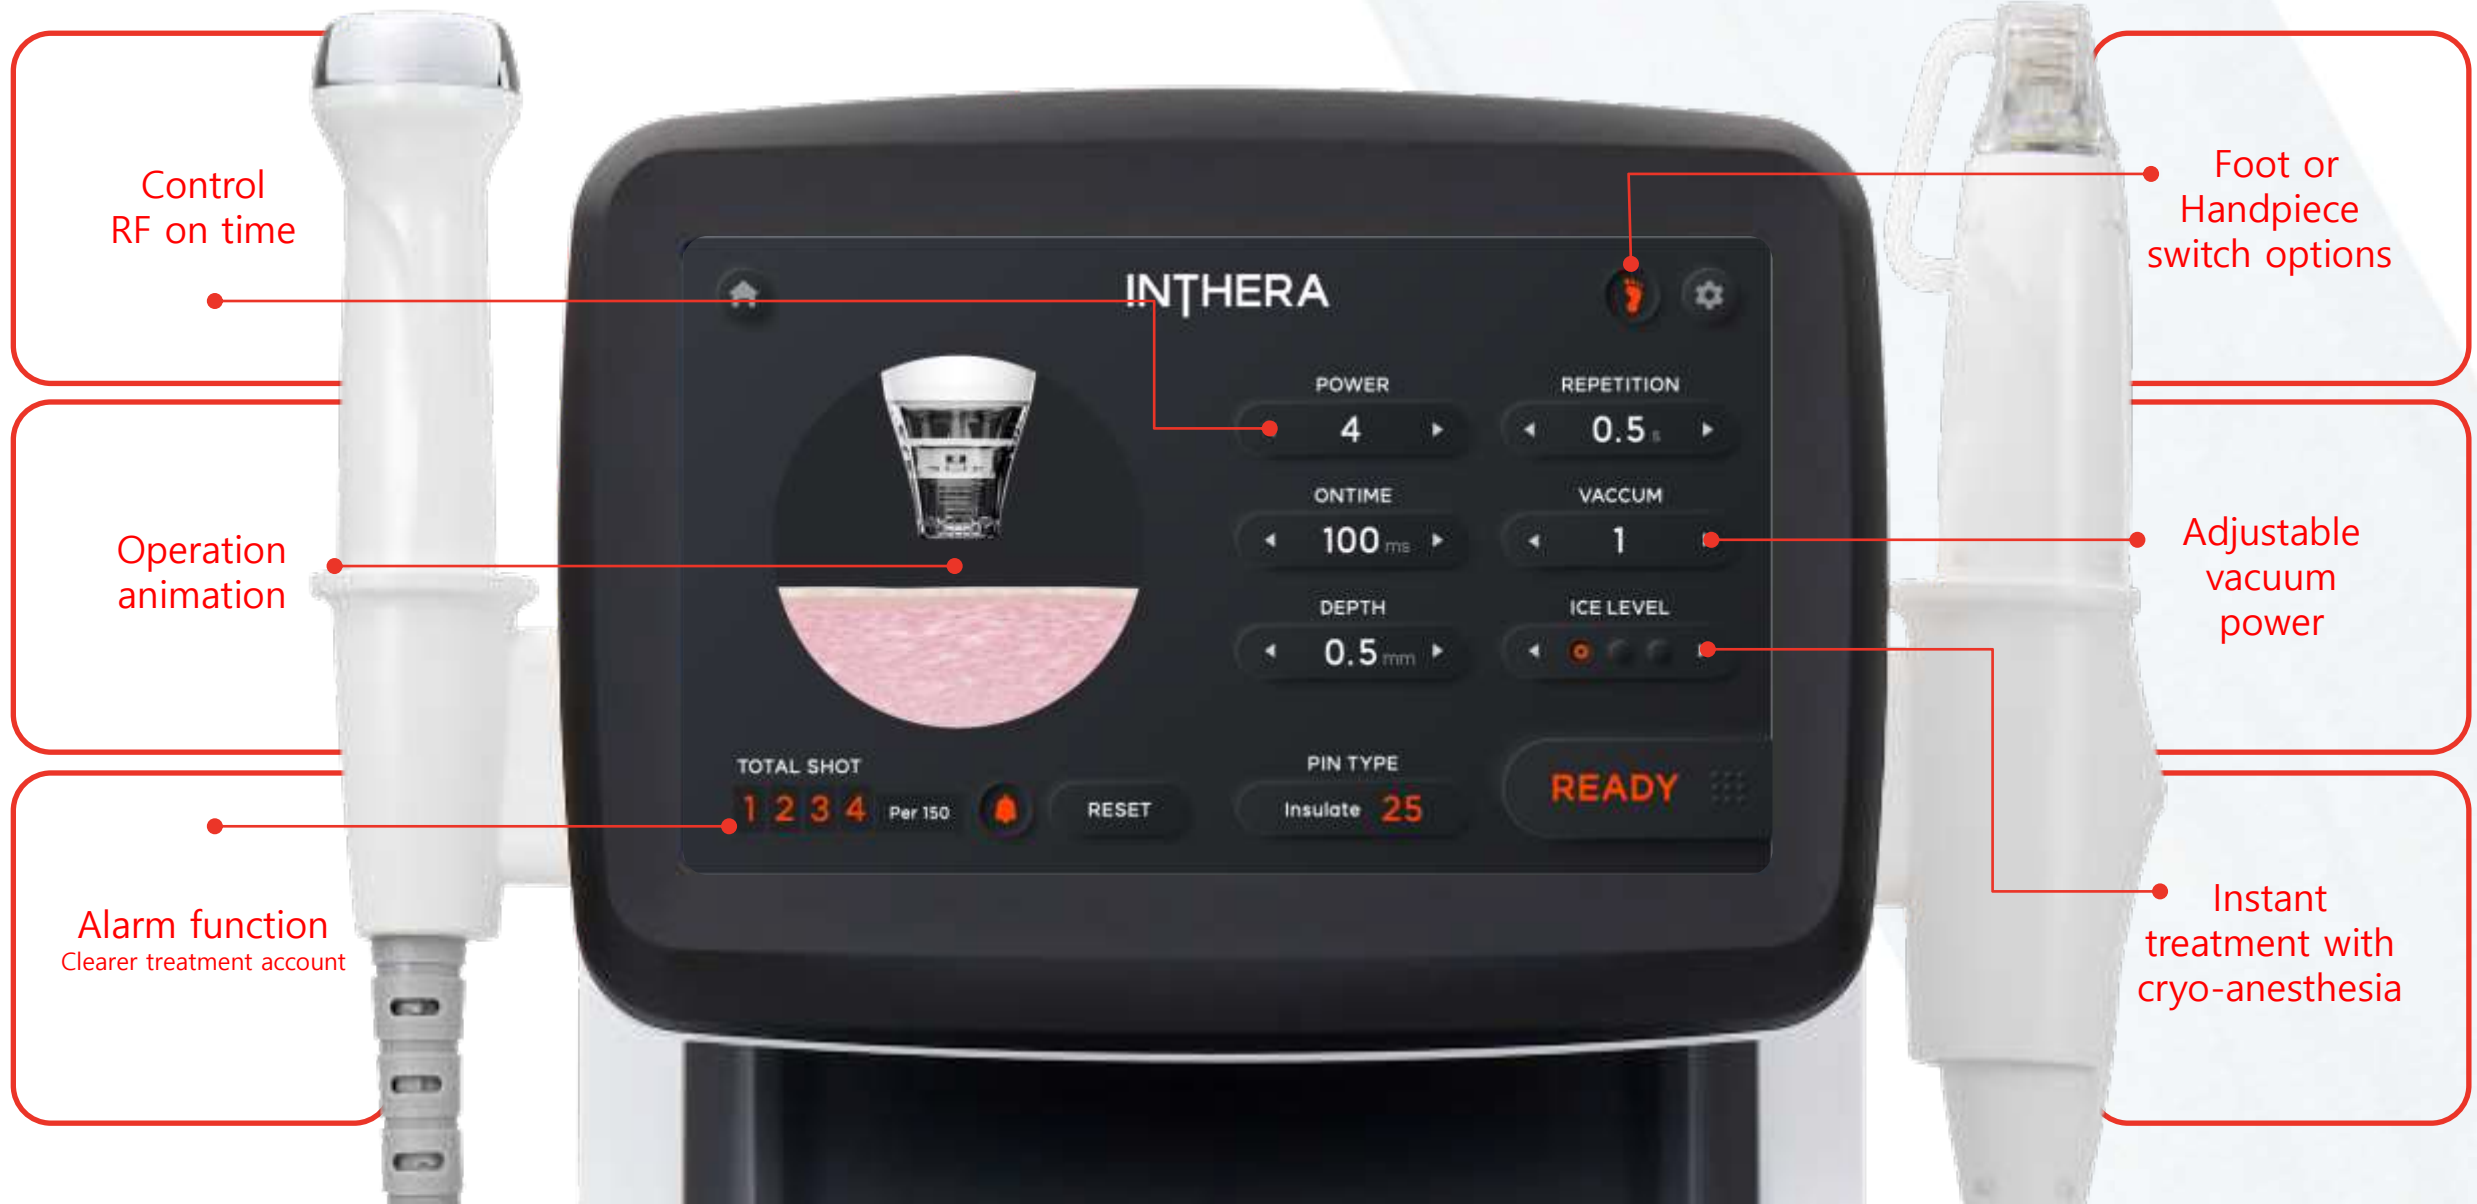 Control
RF on time
Operation
animation
Alarm function
Clearer treatment account
INTHERA
POWER
4
REPETITION
0.5 s
ONTIME
100 ms
VACCUM
1
DEPTH
0.5 mm
ICE LEVEL
TOTAL SHOT
1 2 3 4 Per 150
RESET
PIN TYPE
Insulate 25
READY
Foot or
Handpiece
switch options
Adjustable
vacuum
power
Instant
treatment with
cryo-anesthesia